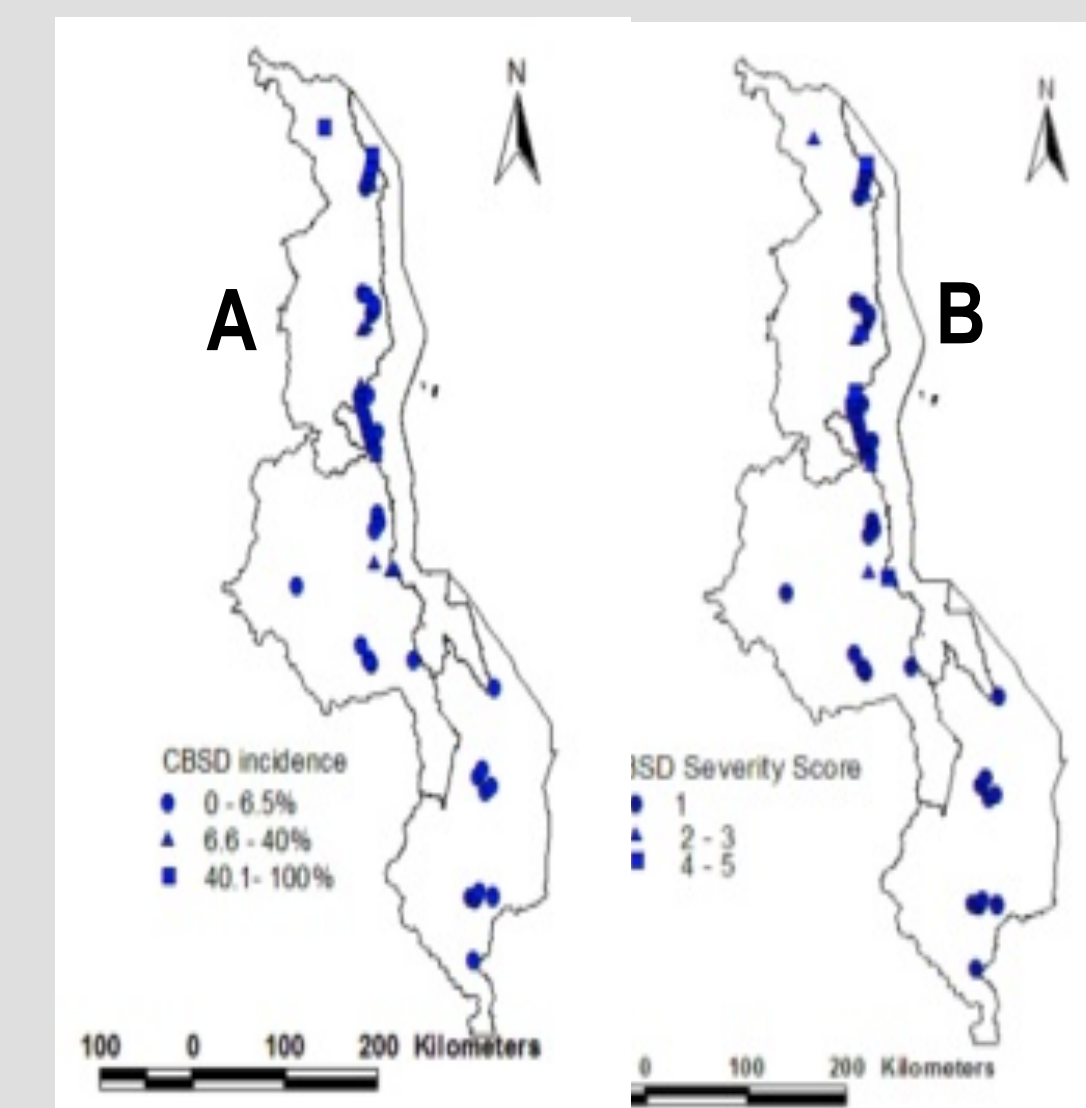 N
A
CBSD incidence
0 - 6.5%
6.6 - 40%
40.1- 100%
100 0 100 200 Kilometers
N
B
BSD Severity Score
1
2 - 3
4 - 5
0 100 200 Kilometers